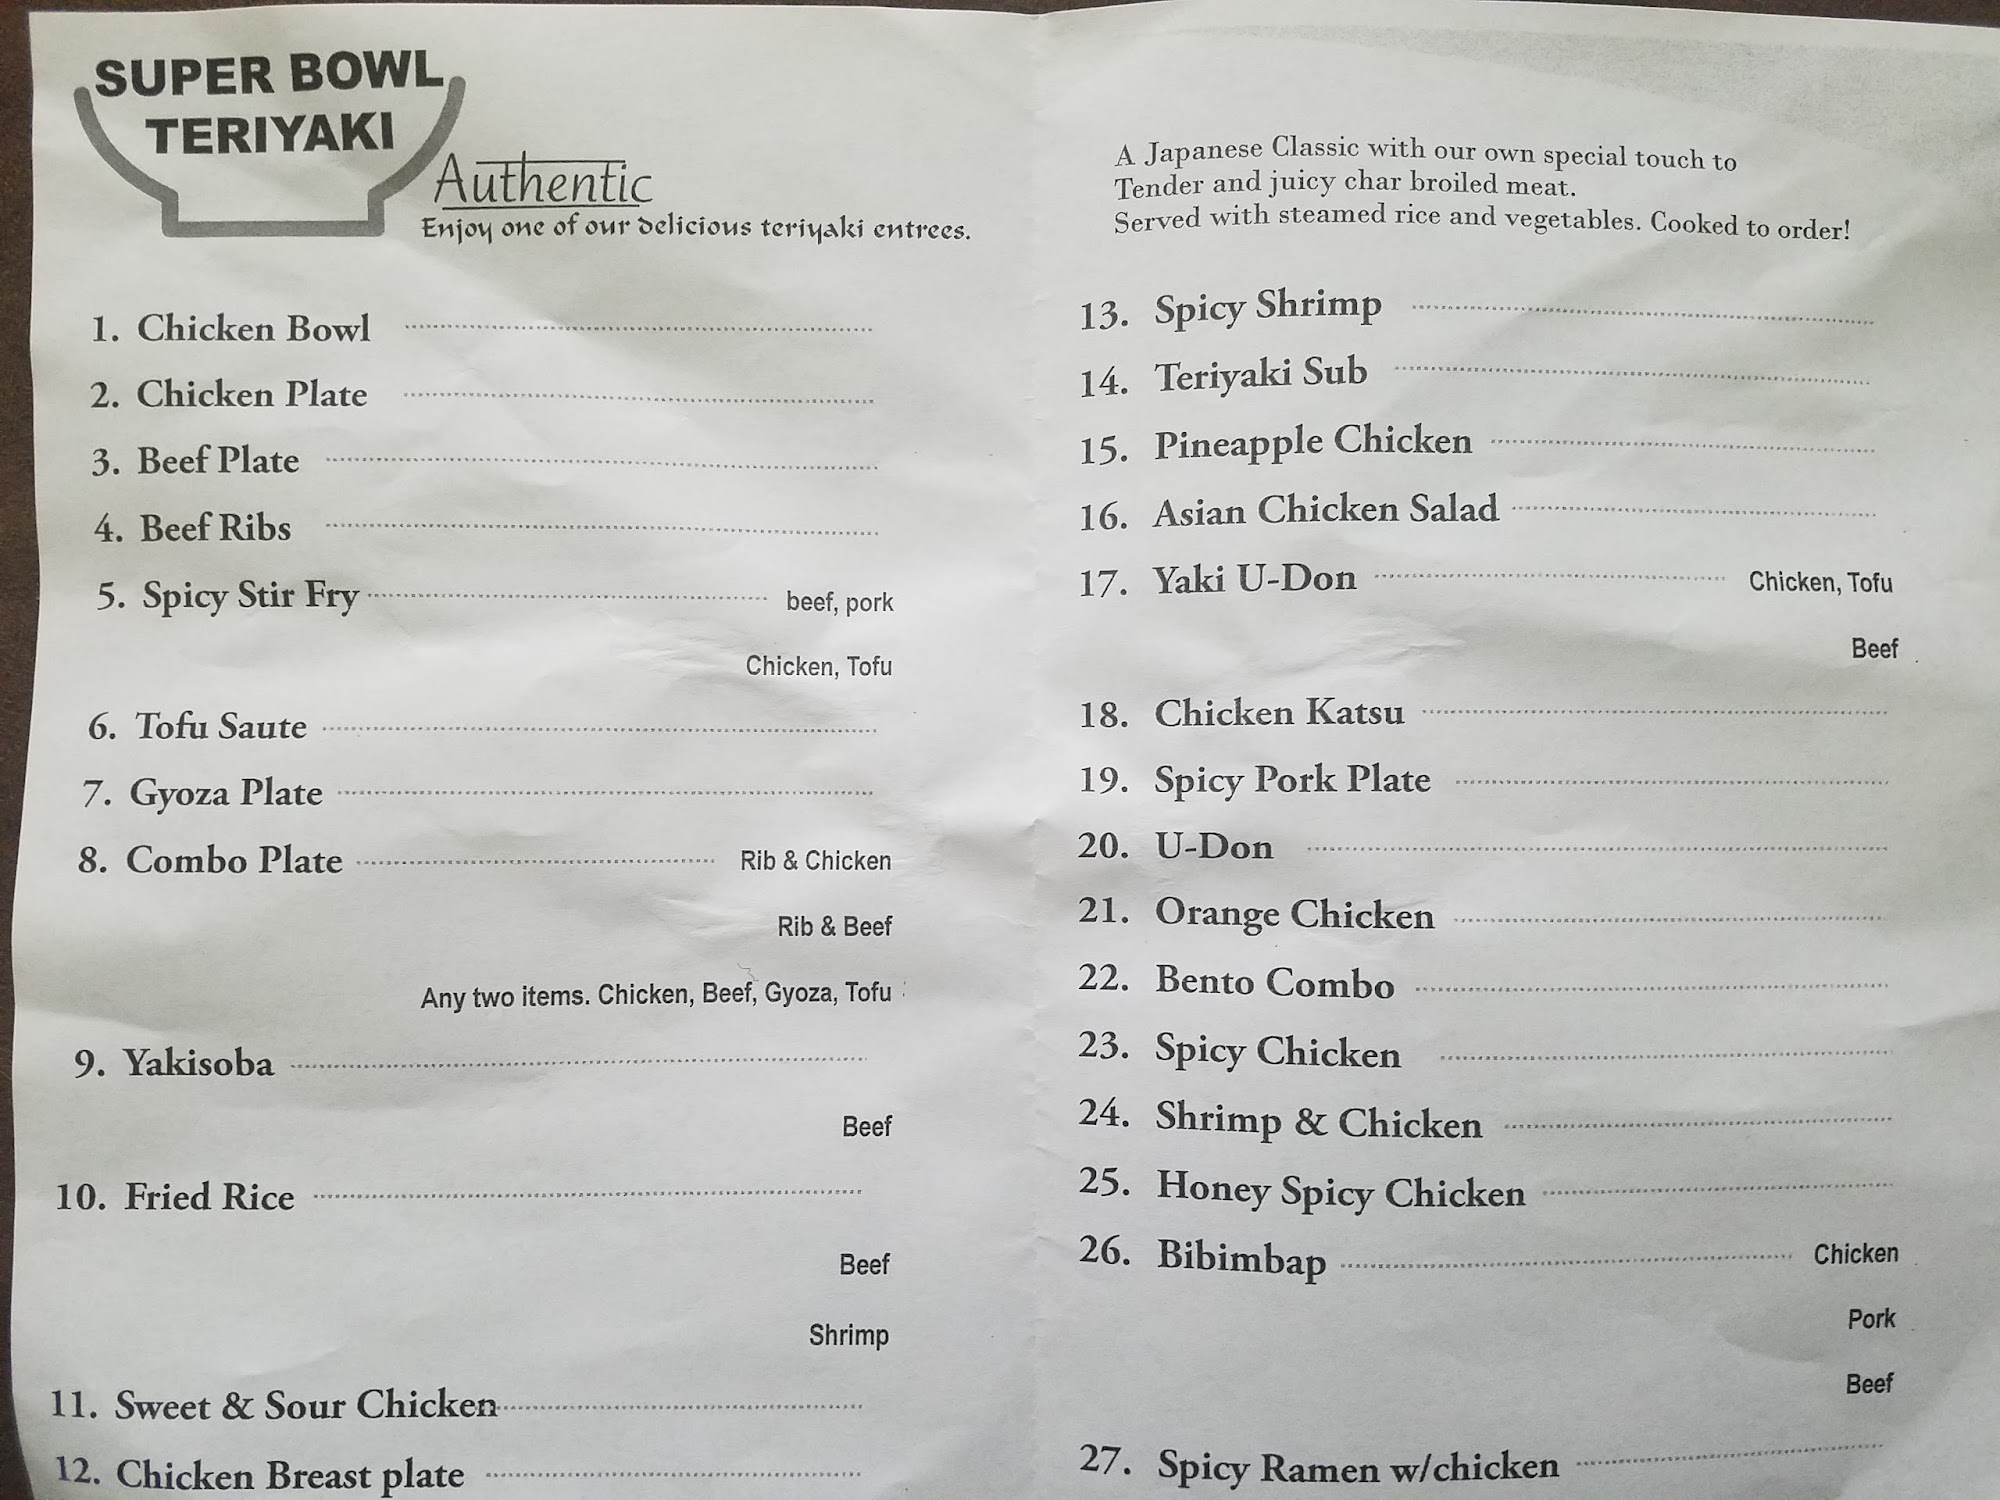 SUPER BOWL
TERIYAKI
Authentic
Enjoy one of our delicious teriyaki entrees.
1. Chicken Bowl
2. Chicken Plate
3. Beef Plate
4. Beef Ribs
5. Spicy Stir Fry beef, pork
Chicken, Tofu
6. Tofu Saute
7. Gyoza Plate
8. Combo Plate Rib & Chicken
Rib & Beef
Any two items. Chicken, Beef, Gyoza, Tofu
9. Yakisoba
Beef
10. Fried Rice
Beef
Shrimp
11. Sweet & Sour Chicken
12. Chicken Breast plate
A Japanese Classic with our own special touch to
Tender and juicy char broiled meat.
Served with steamed rice and vegetables. Cooked to order!
13. Spicy Shrimp
14. Teriyaki Sub
15. Pineapple Chicken
16. Asian Chicken Salad
17. Yaki U-Don Chicken, Tofu
Beef
18. Chicken Katsu
19. Spicy Pork Plate
20. U-Don
21. Orange Chicken
22. Bento Combo
23. Spicy Chicken
24. Shrimp & Chicken
25. Honey Spicy Chicken
26. Bibimbap Chicken
Pork
Beef
27. Spicy Ramen w/chicken